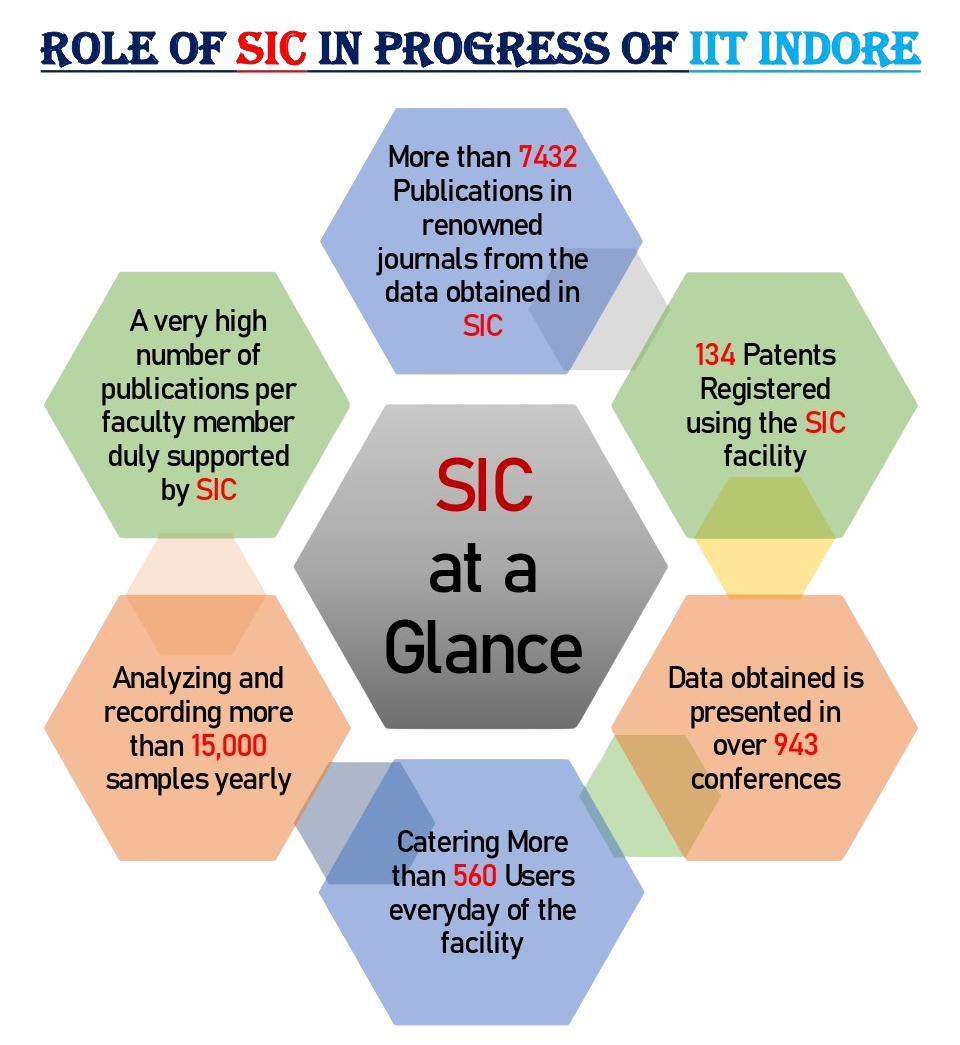 ROLE OF SIC IN PROGRESS OF IIT INDORE
More than 7432
Publications in
renowned
journals from the
data obtained in
SIC
134 Patents
Registered
using the SIC
facility
Data obtained is
presented in
over 943
conferences
Catering More
than 560 Users
everyday of the
facility
Analyzing and
recording more
than 15,000
samples yearly
A very high
number of
publications per
faculty member
duly supported
by SIC
SIC
at a
Glance